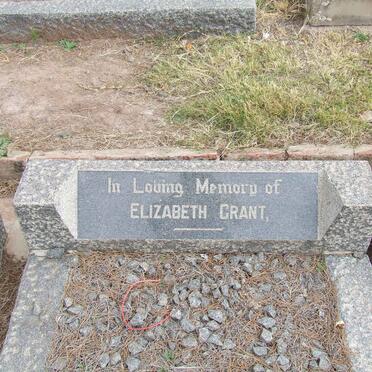 In Loving Memory of
ELIZABETH GRANT,